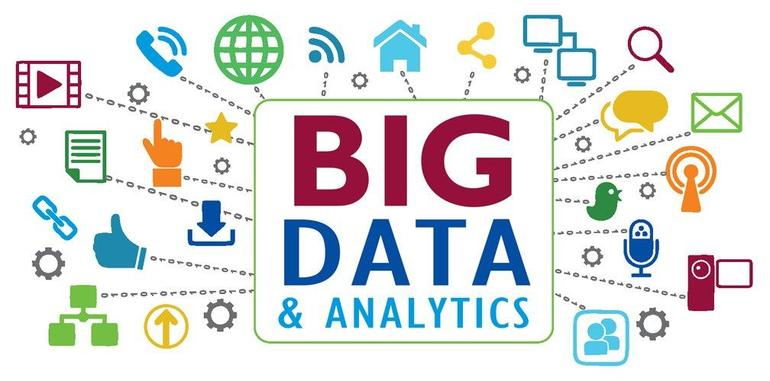 BIG
DATA
& ANALYTICS